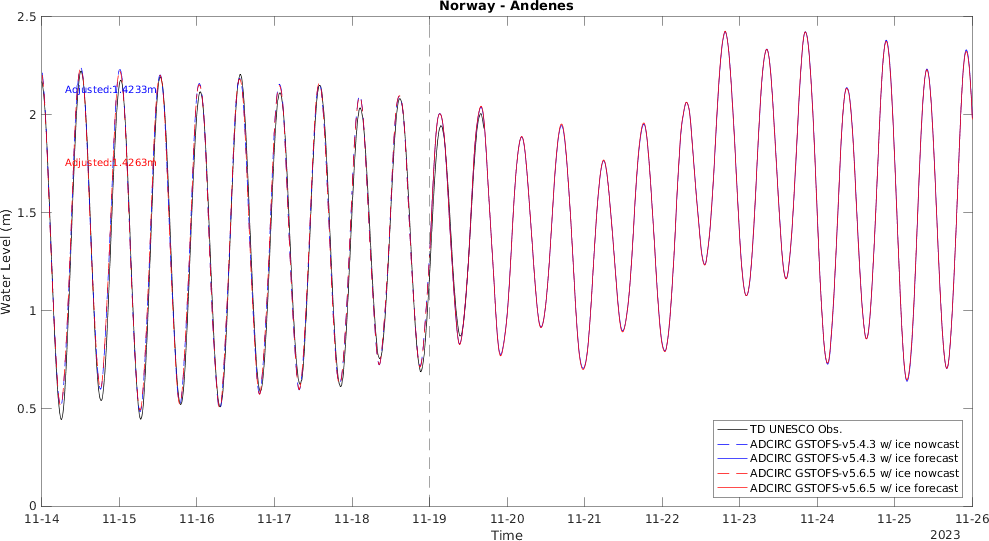 Norway - Andenes
2.5
2
1.5
1
0.5
0
Water Level (m)
Adjusted:1.4233m
Adjusted:1.4263m
TD UNESCO Obs.
ADCIRC GSTOFS-v5.4.3 w/ ice nowcast
ADCIRC GSTOFS-v5.4.3 w/ ice forecast
ADCIRC GSTOFS-v5.6.5 w/ ice nowcast
ADCIRC GSTOFS-v5.6.5 w/ ice forecast
11-14 11-15 11-16 11-17 11-18 11-19 11-20 11-21 11-22 11-23 11-24 11-25 11-26
Time
2023